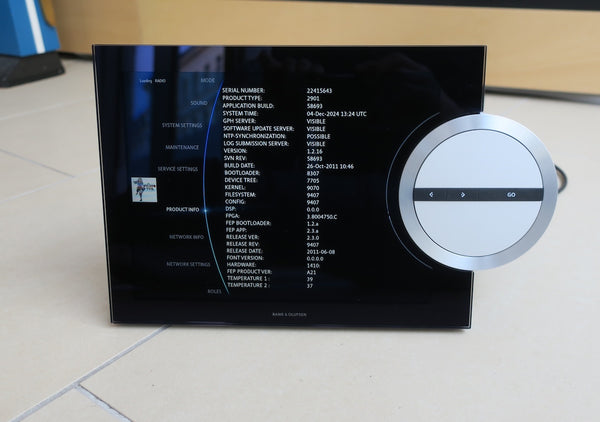 Loading · RADIO
MODE
SOUND
SYSTEM SETTINGS
MAINTENANCE
SERVICE SETTINGS
PRODUCT INFO
NETWORK INFO
NETWORK SETTINGS
ROLES
SERIAL NUMBER: 22415643
PRODUCT TYPE: 2901
APPLICATION BUILD: 58693
SYSTEM TIME: 04-Dec-2024 13:24 UTC
GPH SERVER: VISIBLE
SOFTWARE UPDATE SERVER: VISIBLE
NTP-SYNCHRONIZATION: POSSIBLE
LOG SUBMISSION SERVER: VISIBLE
VERSION: 1.2.16
SVN REV: 58693
BUILD DATE: 26-Oct-2011 10:46
BOOTLOADER: 8307
DEVICE TREE: 7705
KERNEL: 9070
FILESYSTEM: 9407
CONFIG: 9407
DSP: 0.0.0
FPGA: 3.8004750.C
FEP BOOTLOADER: 1.2.a
FEP APP: 2.3.a
RELEASE VER: 2.3.0
RELEASE REV: 9407
RELEASE DATE: 2011-06-08
FONT VERSION: 0.0.0.0
HARDWARE: 1410:
FEP PRODUCT VER: A21
TEMPERATURE 1 : 39
TEMPERATURE 2 : 37
GO
BANG & OLUFSEN